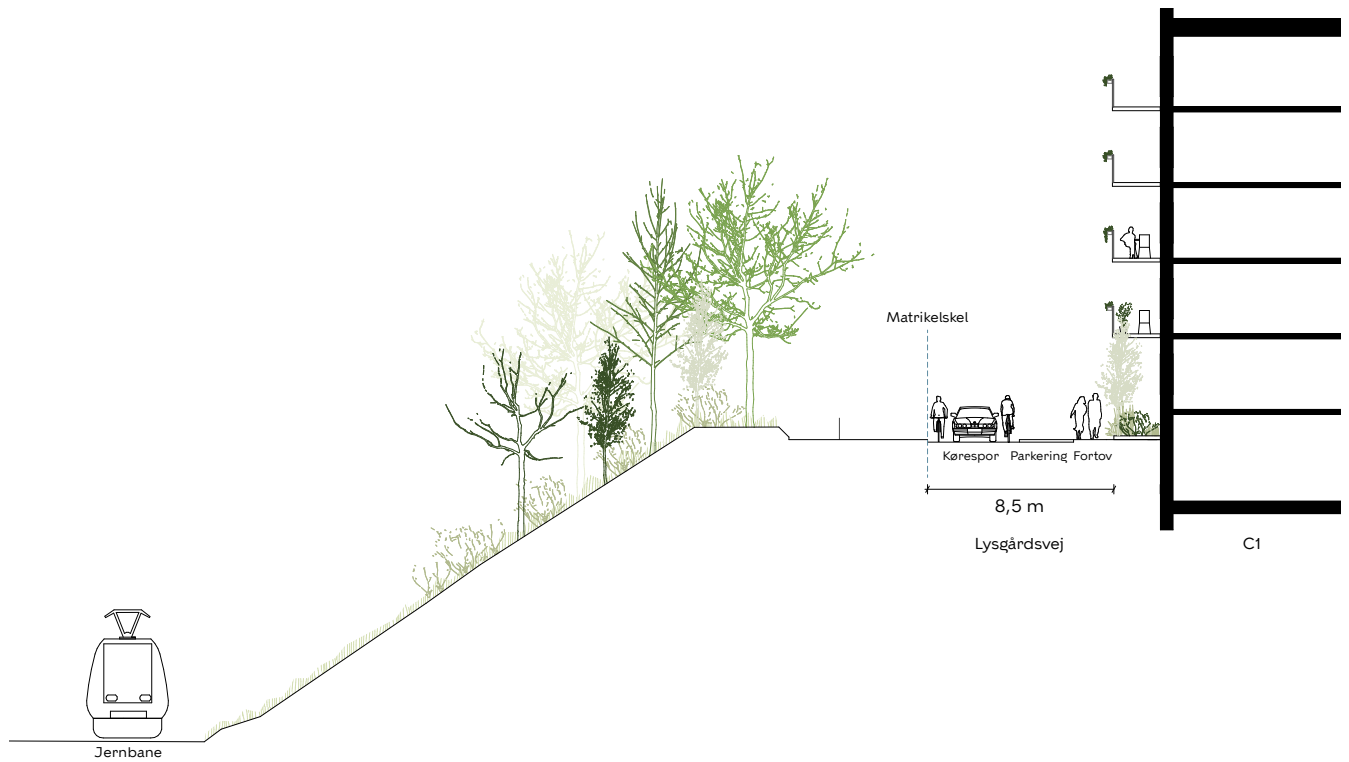 Matrikelskel
Kørespor Parkering Fortov
8,5 m
Lysgårdsvej
C1
Jernbane